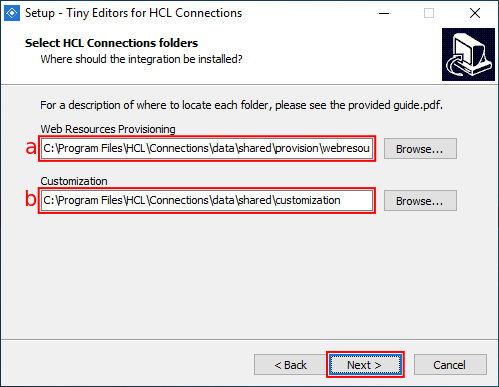 Setup - Tiny Editors for HCL Connections
Select HCL Connections folders
Where should the integration be installed?
For a description of where to locate each folder, please see the provided guide.pdf.
Web Resources Provisioning
a C:\Program Files\HCL\Connections\data\shared\provision\webresou Browse...
Customization
b C:\Program Files\HCL\Connections\data\shared\customization Browse...
< Back Next > Cancel